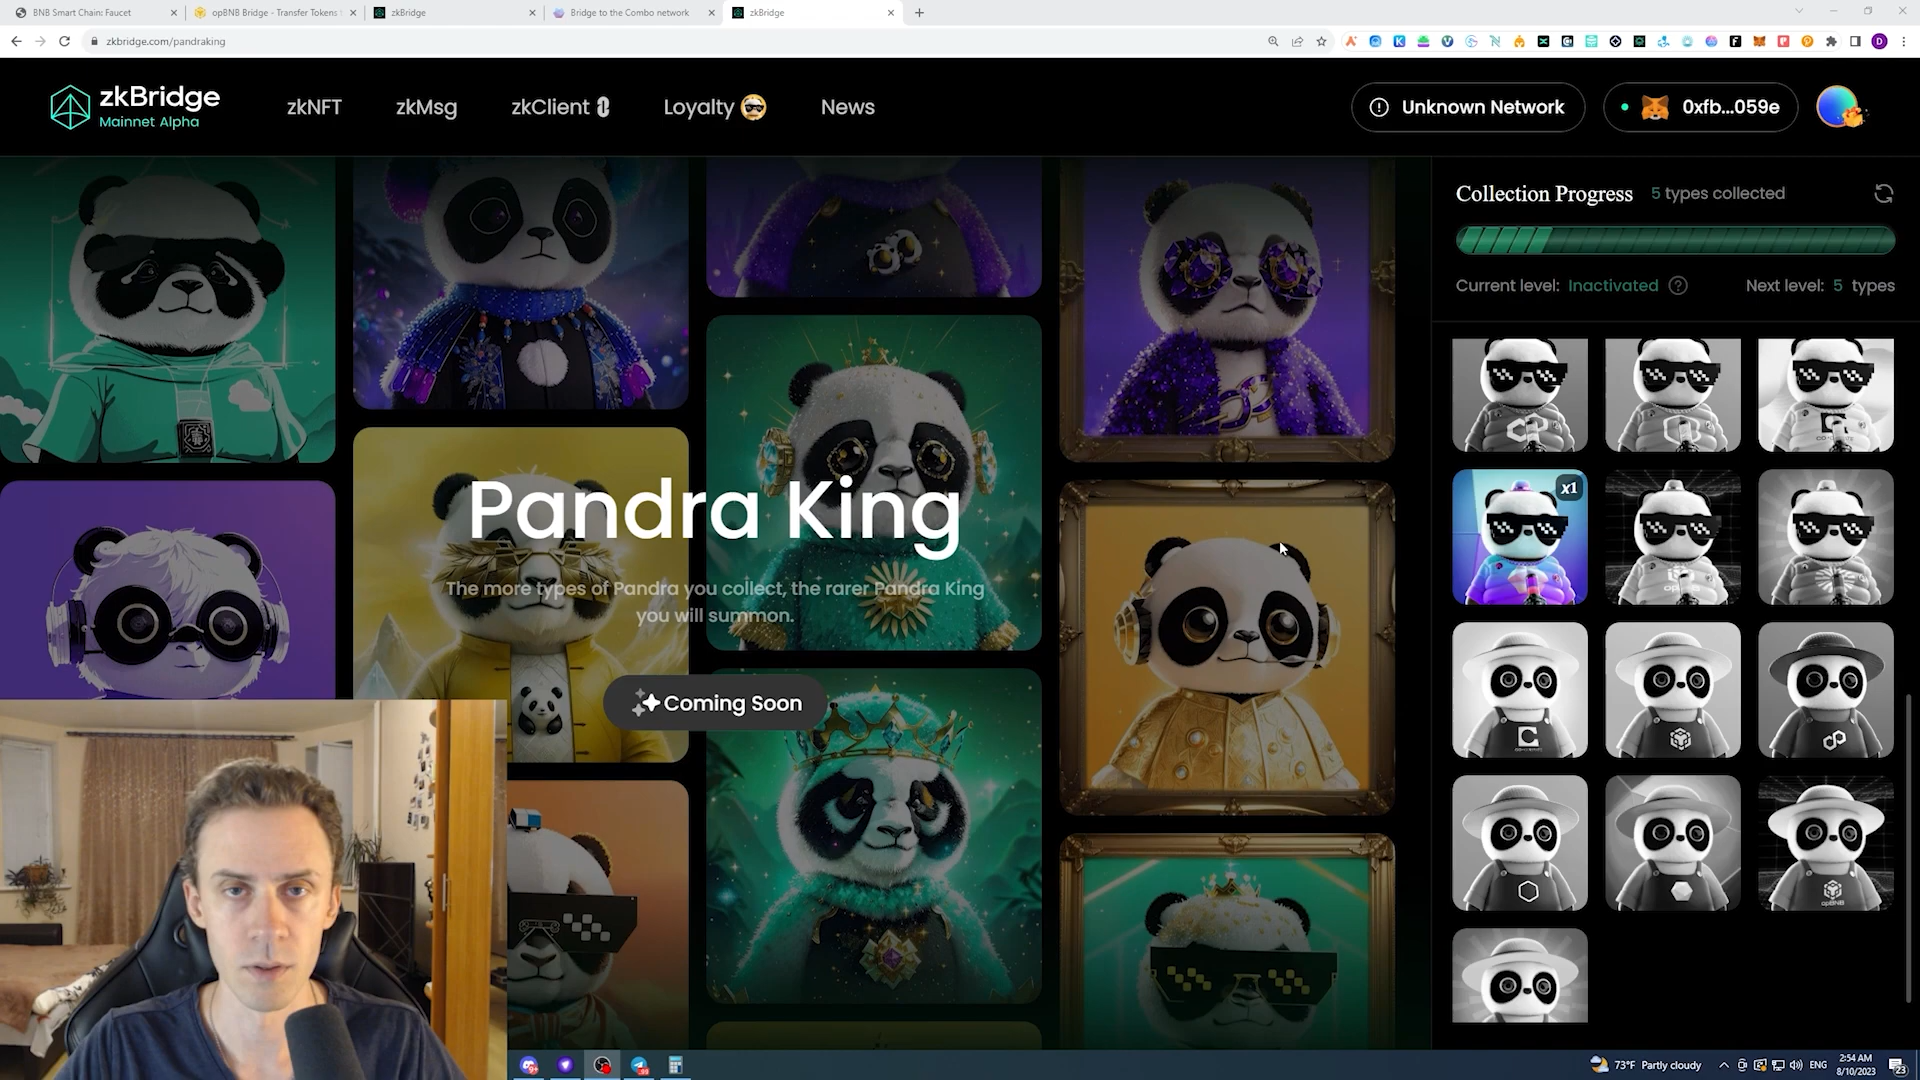 BNB Smart Chain: Faucet
opBNB Bridge - Transfer Tokens
zkBridge
Bridge to the Combo network
zkBridge
zkbridge.com/pandraking
D
zkBridge
Mainnet Alpha
zkNFT
zkMsg
zkClient
Loyalty
News
Unknown Network
0xfb...059e
Collection Progress
5 types collected
Current level: Inactivated ?
Next level: 5 types
Pandra King
The more types of Pandra you collect, the rarer Pandra King
you will summon.
Coming Soon
x1
opBNB
73°F Partly cloudy
ENG
2:54 AM
8/10/2023
23